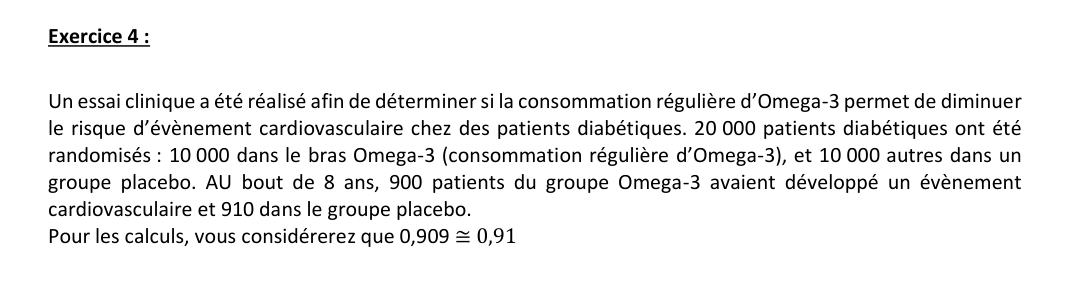 Exercice 4 :
Un essai clinique a été réalisé afin de déterminer si la consommation régulière d’Omega-3 permet de diminuer
le risque d’évènement cardiovasculaire chez des patients diabétiques. 20 000 patients diabétiques ont été
randomisés : 10 000 dans le bras Omega-3 (consommation régulière d’Omega-3), et 10 000 autres dans un
groupe placebo. AU bout de 8 ans, 900 patients du groupe Omega-3 avaient développé un évènement
cardiovasculaire et 910 dans le groupe placebo.
Pour les calculs, vous considérerez que 0,909 ≅ 0,91